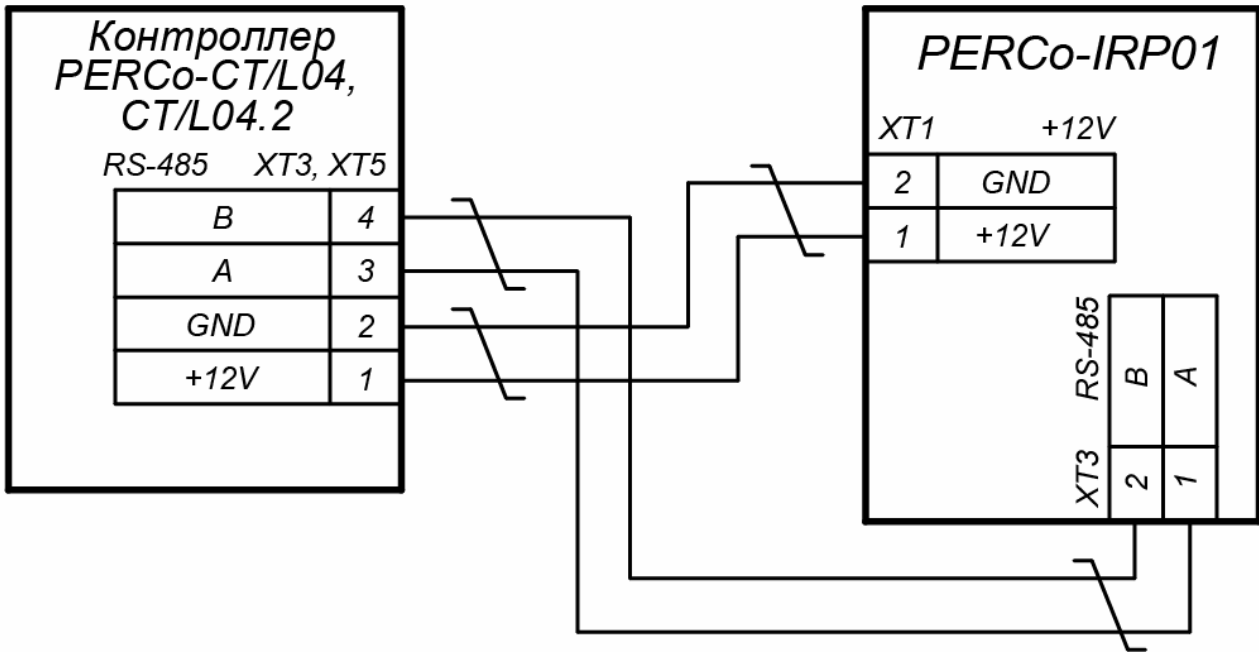 Контроллер
PERCo-CT/L04,
CT/L04.2
RS-485 XT3, XT5
B 4
A 3
GND 2
+12V 1
PERCo-IRP01
XT1 +12V
2 GND
1 +12V
RS-485 B A
XT3 2 1